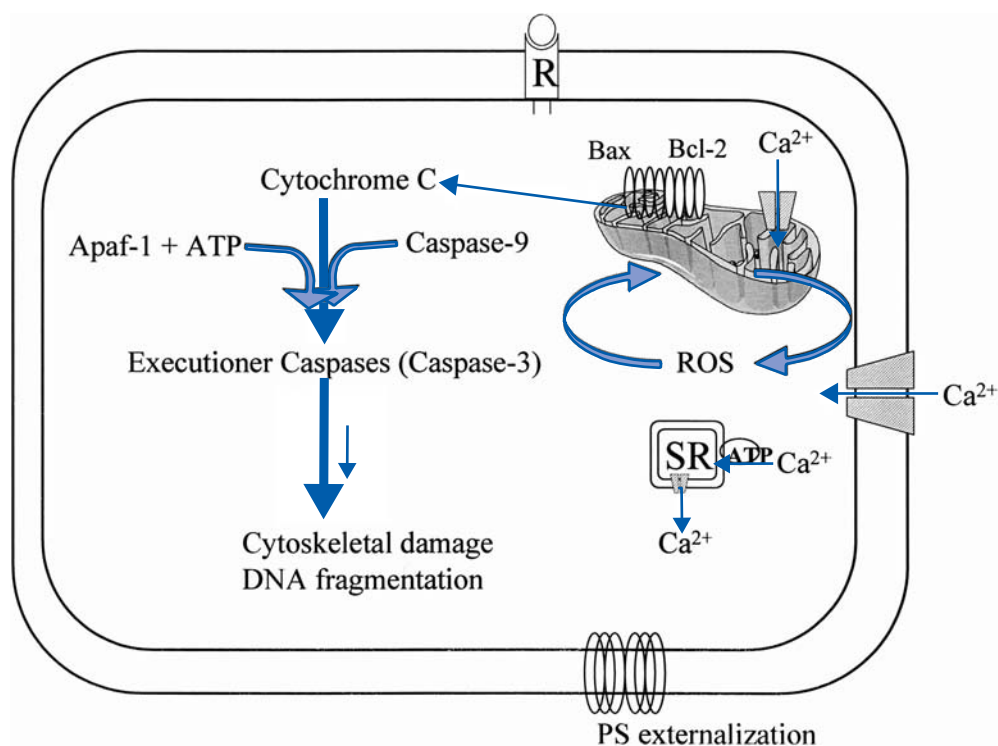 R
Bax
Bcl-2
Ca²⁺
Cytochrome C
Apaf-1 + ATP
Caspase-9
Executioner Caspases (Caspase-3)
ROS
Ca²⁺
SR
ATP
Ca²⁺
Ca²⁺
Cytoskeletal damage
DNA fragmentation
PS externalization